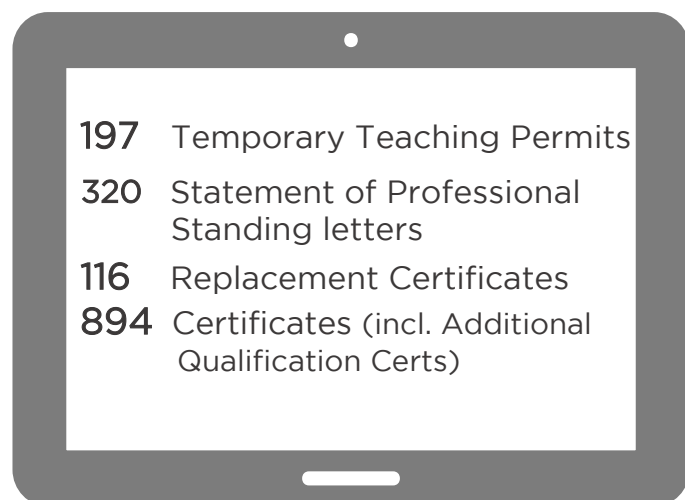 197 Temporary Teaching Permits
320 Statement of Professional
Standing letters
116 Replacement Certificates
894 Certificates (incl. Additional
Qualification Certs)